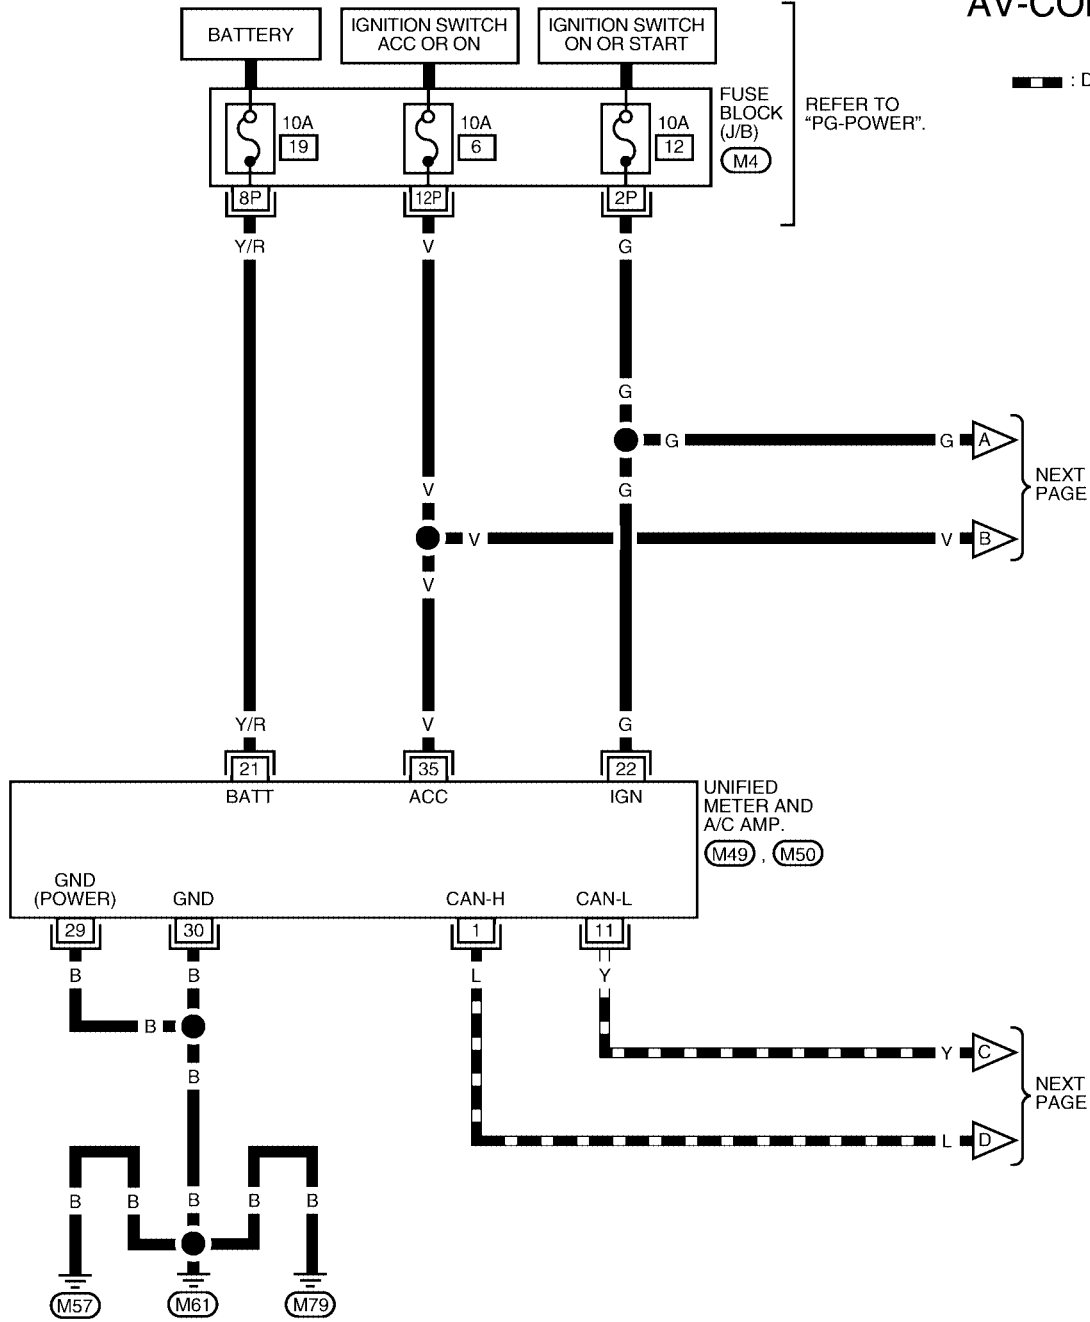 AV-CO
: D
BATTERY
IGNITION SWITCH
ACC OR ON
IGNITION SWITCH
ON OR START
10A
19
10A
6
10A
12
FUSE
BLOCK
(J/B)
M4
REFER TO
“PG-POWER”.
8P
12P
2P
Y/R
V
G
G
G
G
A
V
G
NEXT
PAGE
V
V
B
V
Y/R
V
G
21
35
22
BATT
ACC
IGN
UNIFIED
METER AND
A/C AMP.
M49 , M50
GND
(POWER)
GND
CAN-H
CAN-L
29
30
1
11
B
B
L
Y
B
Y
C
B
NEXT
PAGE
L
D
B
B
B
B
B
M57
M61
M79